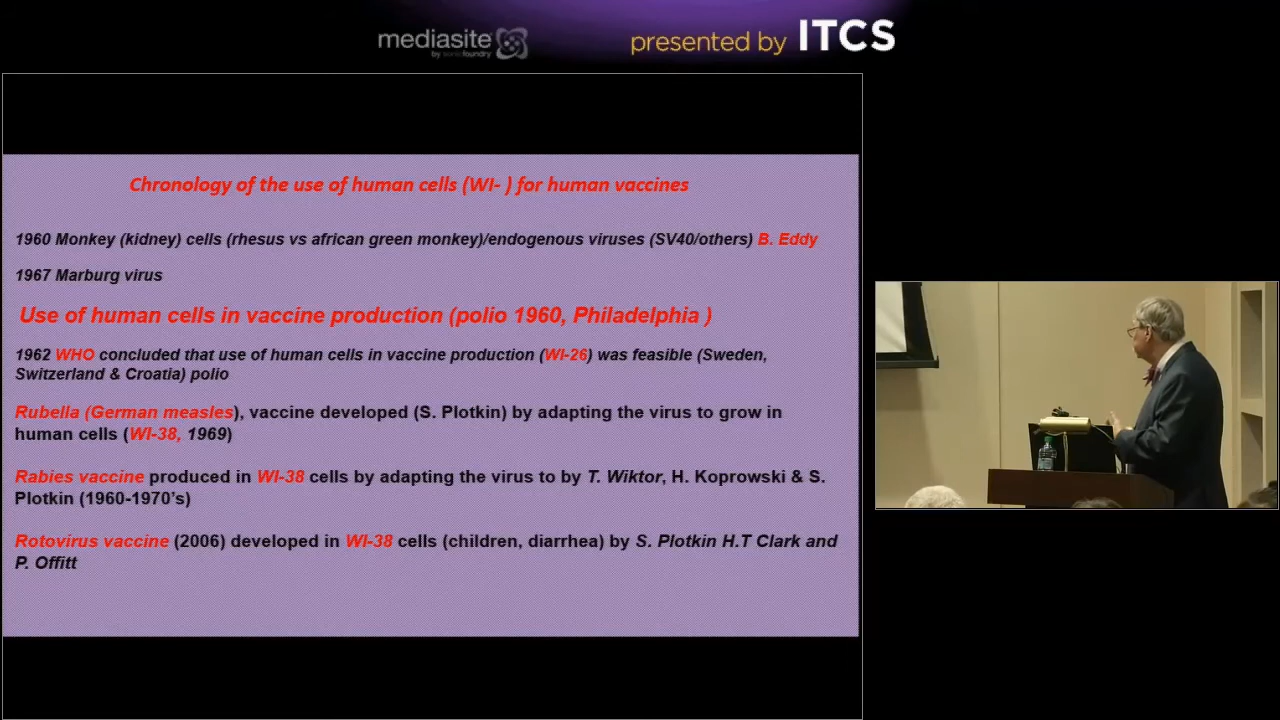 mediasite
by sonicfoundry
presented by ITCS
Chronology of the use of human cells (WI- ) for human vaccines
1960 Monkey (kidney) cells (rhesus vs african green monkey)/endogenous viruses (SV40/others) B. Eddy
1967 Marburg virus
Use of human cells in vaccine production (polio 1960, Philadelphia )
1962 WHO concluded that use of human cells in vaccine production (WI-26) was feasible (Sweden,
Switzerland & Croatia) polio
Rubella (German measles), vaccine developed (S. Plotkin) by adapting the virus to grow in
human cells (WI-38, 1969)
Rabies vaccine produced in WI-38 cells by adapting the virus to by T. Wiktor, H. Koprowski & S.
Plotkin (1960-1970's)
Rotovirus vaccine (2006) developed in WI-38 cells (children, diarrhea) by S. Plotkin H.T Clark and
P. Offitt